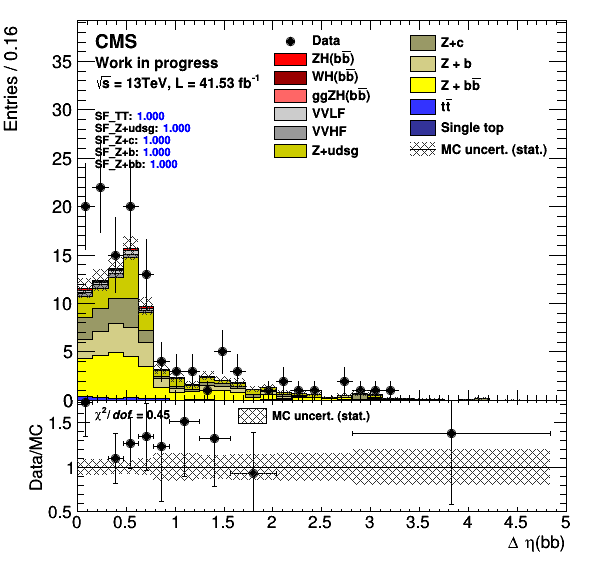 CMS
Work in progress
√s = 13TeV, L = 41.53 fb⁻¹
SF_TT: 1.000
SF_Z+udsg: 1.000
SF_Z+c: 1.000
SF_Z+b: 1.000
SF_Z+bb: 1.000
Data
ZH(bb̅)
WH(bb̅)
ggZH(bb̅)
VVLF
VVHF
Z+udsg
Z+c
Z + b
Z + bb̅
tt̅
Single top
MC uncert. (stat.)
Entries / 0.16
35
30
25
20
15
10
5
0
χ²/dof = 0.45
MC uncert. (stat.)
Data/MC
1.5
1
0.5
0 0.5 1 1.5 2 2.5 3 3.5 4 4.5 5
Δ η(bb)